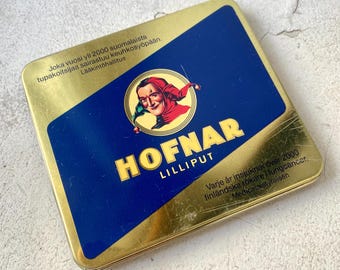 Joka vuosi yli 2000 suomalaista
tupakoitsijaa sairastuu keuhkosyöpään.
Lääkintöhallitus
HOFNAR
LILLIPUT
Varje år insjuknar över 2000
finländska rökare i lungcancer.
Medicinalstyrelsen